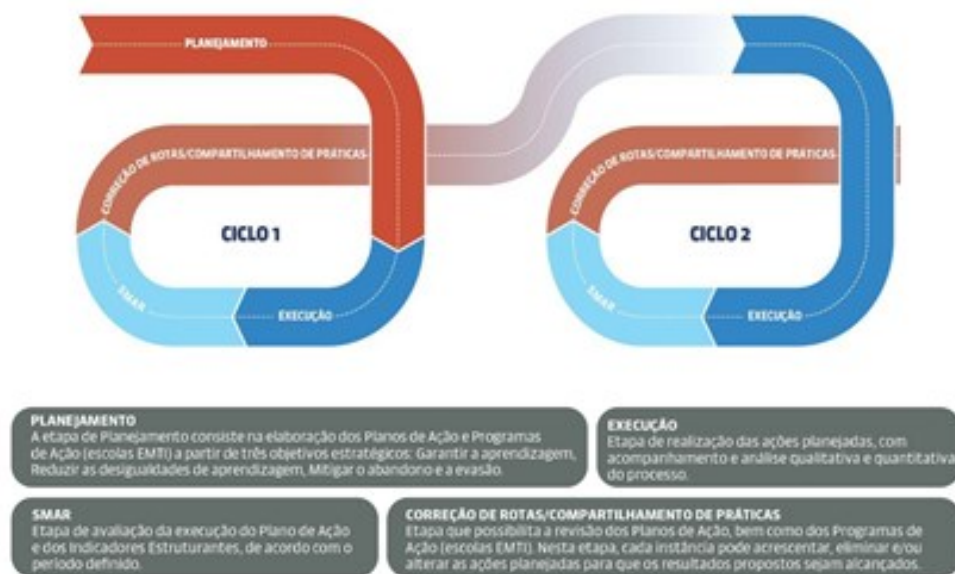 PLANEJAMENTO
CORREÇÃO DE ROTAS/COMPARTILHAMENTO DE PRÁTICAS
CICLO 1
SMAR
EXECUÇÃO
CORREÇÃO DE ROTAS/COMPARTILHAMENTO DE PRÁTICAS
CICLO 2
SMAR
EXECUÇÃO
PLANEJAMENTO
A etapa de Planejamento consiste na elaboração dos Planos de Ação e Programas
de Ação (escolas EMTI) a partir de três objetivos estratégicos: Garantir a aprendizagem,
Reduzir as desigualdades de aprendizagem, Mitigar o abandono e a evasão.
EXECUÇÃO
Etapa de realização das ações planejadas, com
acompanhamento e análise qualitativa e quantitativa
do processo.
SMAR
Etapa de avaliação da execução do Plano de Ação
e dos Indicadores Estruturantes, de acordo com o
período definido.
CORREÇÃO DE ROTAS/COMPARTILHAMENTO DE PRÁTICAS
Etapa que possibilita a revisão dos Planos de Ação, bem como dos Programas de
Ação (escolas EMTI). Nesta etapa, cada instância pode acrescentar, eliminar e/ou
alterar as ações planejadas para que os resultados propostos sejam alcançados.